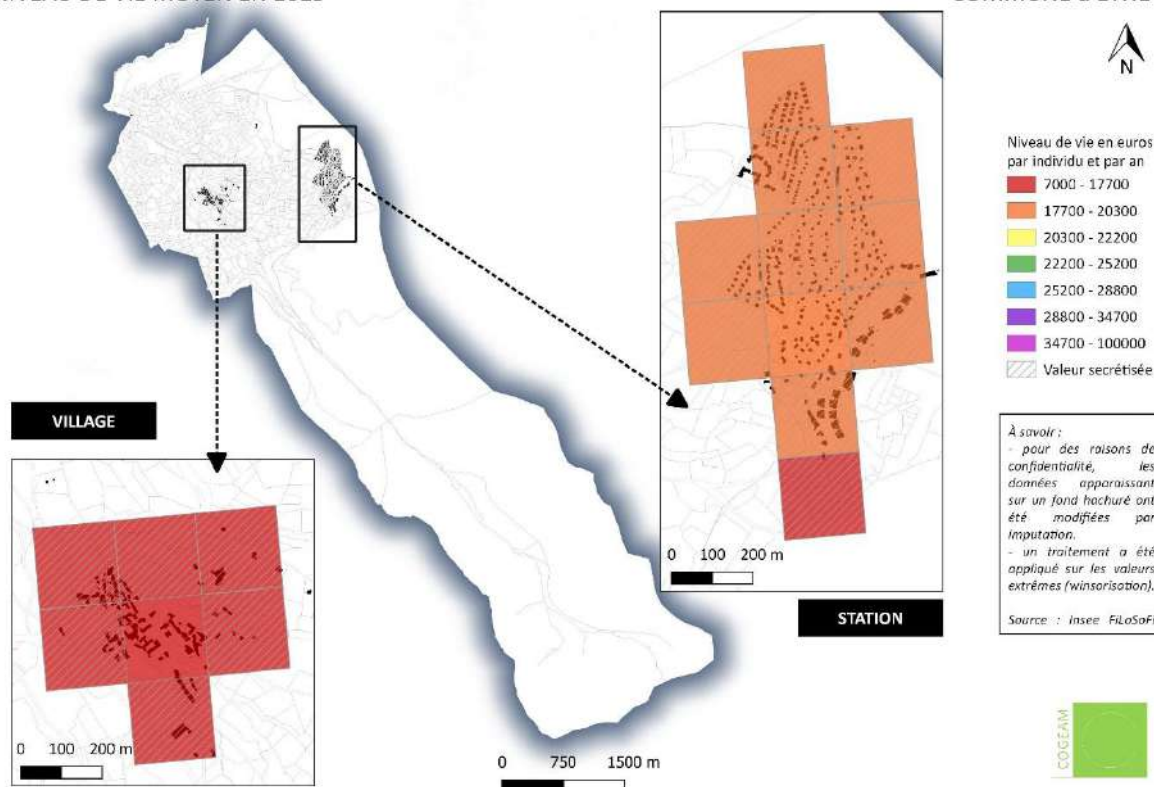 N
Niveau de vie en euros
par individu et par an
7000 - 17700
17700 - 20300
20300 - 22200
22200 - 25200
25200 - 28800
28800 - 34700
34700 - 100000
Valeur secrétisée
VILLAGE
À savoir :
- pour des raisons de
confidentialité, les
données apparaissant
sur un fond hachuré ont
été modifiées par
imputation.
- un traitement a été
appliqué sur les valeurs
extrêmes (winsorisation).
Source : Insee FiLoSoFi
0 100 200 m
STATION
0 100 200 m
0 750 1500 m
COGEAM